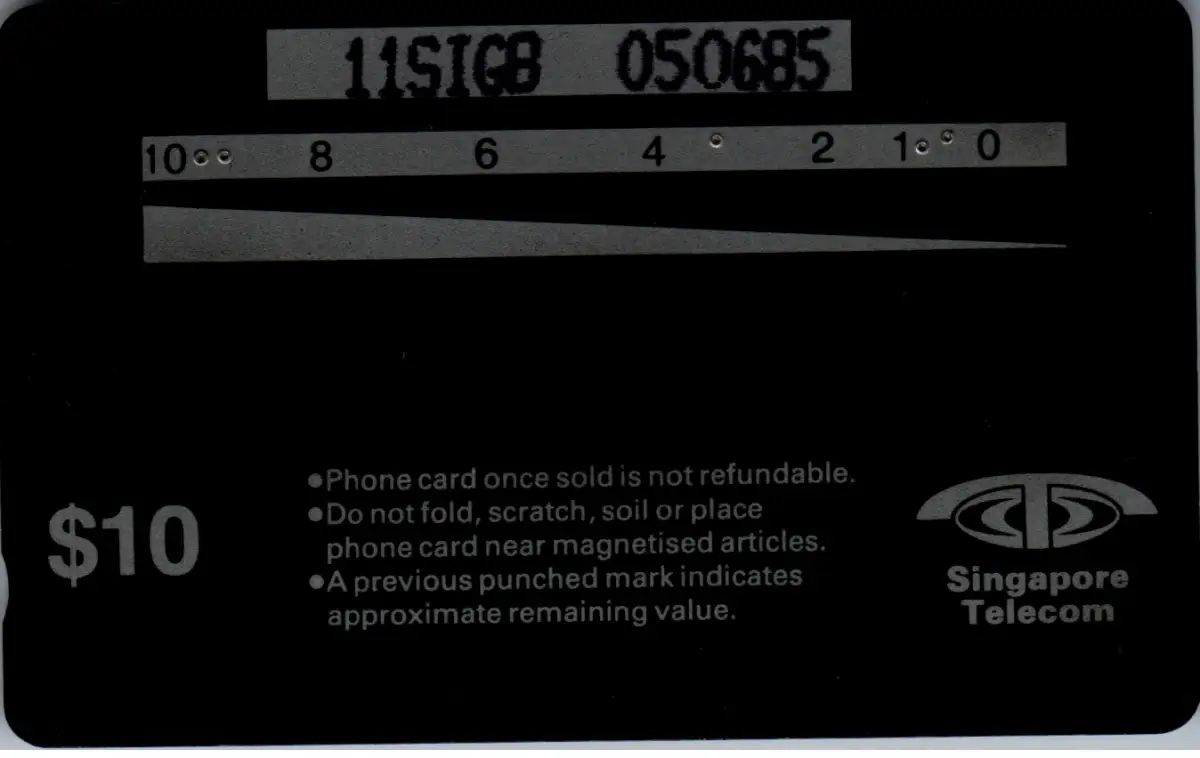 11SIGB 050685
10 8 6 4 2 1 0
•Phone card once sold is not refundable.
•Do not fold, scratch, soil or place
phone card near magnetised articles.
•A previous punched mark indicates
approximate remaining value.
$10
Singapore
Telecom